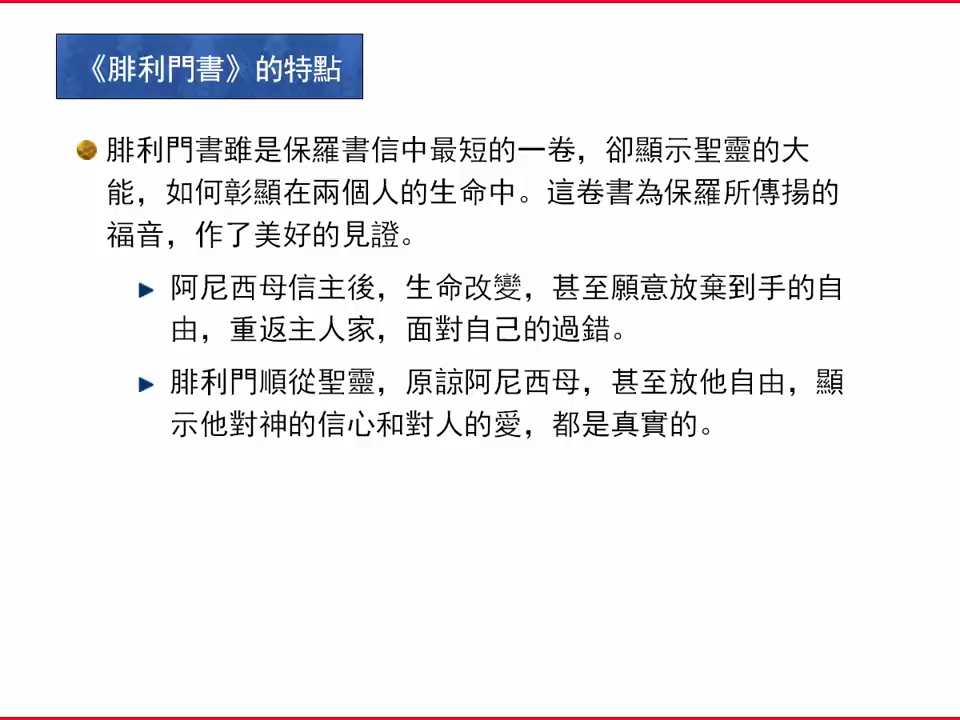 《腓利門書》的特點
腓利門書雖是保羅書信中最短的一卷，卻顯示聖靈的大
能，如何彰顯在兩個人的生命中。這卷書為保羅所傳揚的
福音，作了美好的見證。
阿尼西母信主後，生命改變，甚至願意放棄到手的自
由，重返主人家，面對自己的過錯。
腓利門順從聖靈，原諒阿尼西母，甚至放他自由，顯
示他對神的信心和對人的愛，都是真實的。